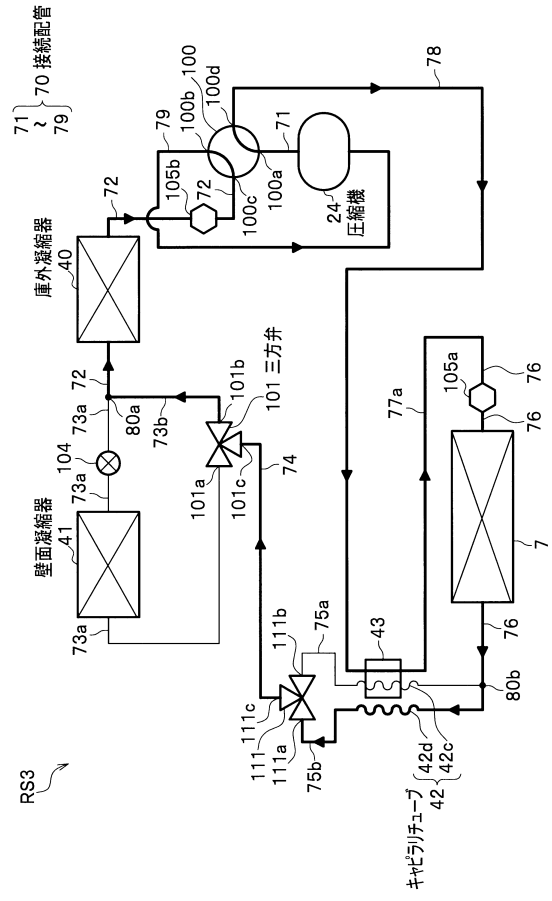 RS3
71
~
79
70 接続配管
壁面凝縮器
41
73a
73a
104
73a
72
80a
73b
庫外凝縮器
40
72
105b
72
79
100b
100
100d
100c
100a
71
24
圧縮機
78
101a
101b
101 三方弁
101c
74
111c
111
111a
111b
75a
75b
43
77a
105a
76
76
7
76
80b
42d
42c
42
キャピラリチューブ